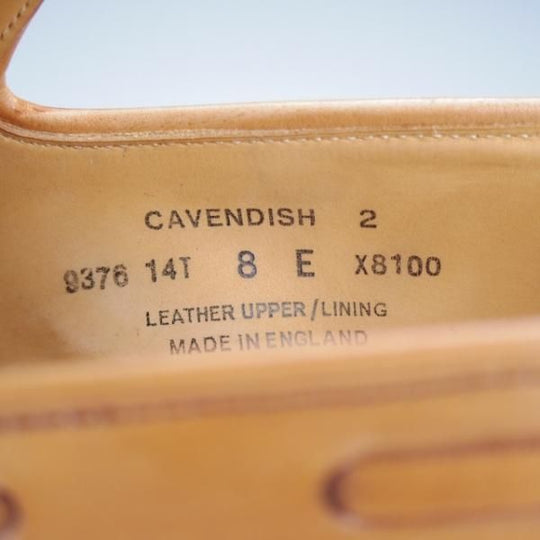 CAVENDISH 2
9376 14T 8 E X8100
LEATHER UPPER/LINING
MADE IN ENGLAND